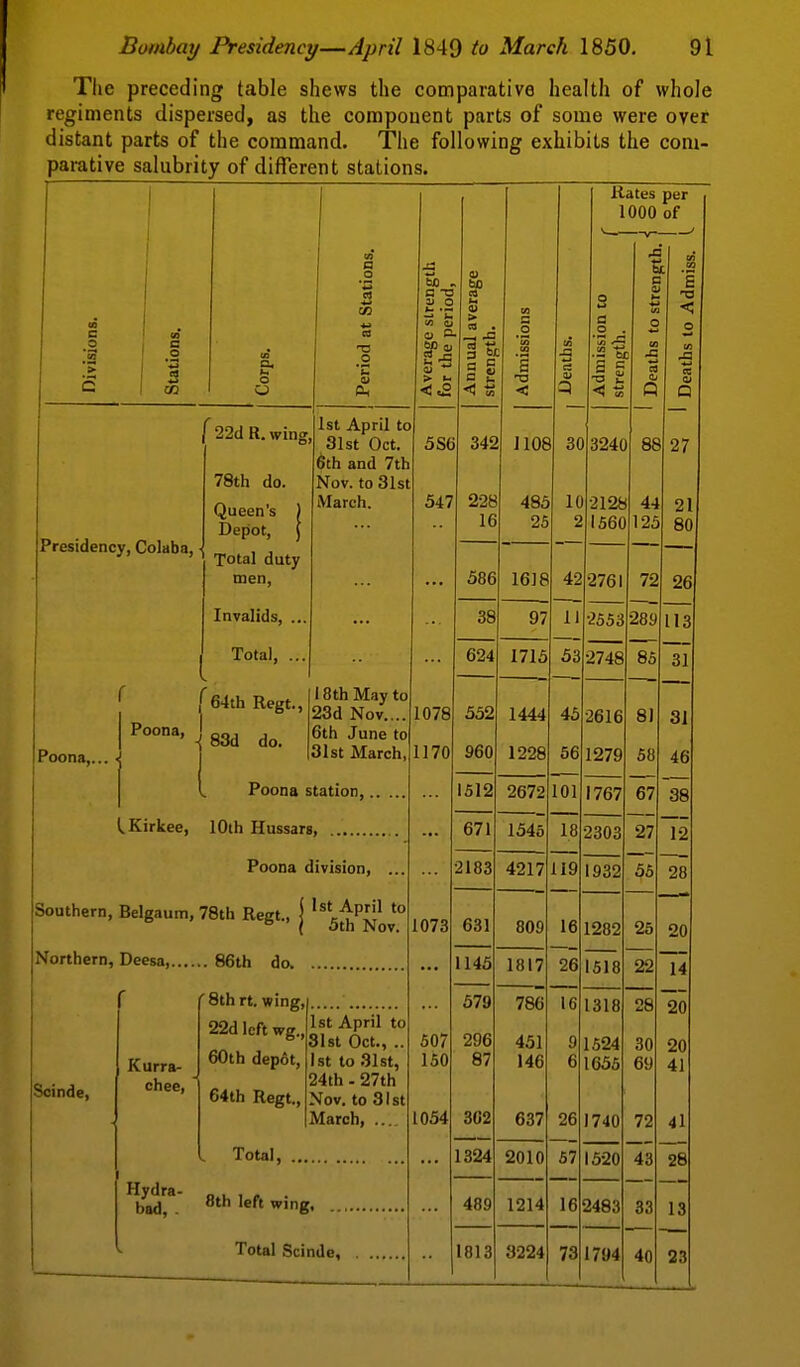 Bombay Presidency—April 1849 to March 1850. 91
The preceding table shews the comparative health of whole
regiments dispersed, as the component parts of some were over
distant parts of the command. The following exhibits the com-
parative salubrity of different stations.
Rates per
1000 of
Divisions. | Stations. | Corps. | Period at Stations. | Average strength for the period, | Annual average strength. | Admissions | Deaths. | Admission to strength. | Deaths to strength. | Deaths to Admiss.
Presidency, Colaba, 22d R. wing, 1st April to 31st Oct. 586 342 1108 30 3240 88 27
78th do. 6th and 7th Nov. to 31st March. 547 228 485 10 2128 44 21
Queen's Depot, ... .. 16 25 2 1560 125 80
Total duty men, ... ... 586 1618 42 2761 72 26
Invalids, ... ... ... 38 97 11 2553 289 113
Total, ... .. ... 624 1715 53 2748 85 31
Poona,... Poona, 64th Regt., 18th May to 23d Nov.... 1078 552 1444 45 2616 81 31
83d do. 6th June to 31st March, 1170 960 1228 56 1279 58 46
Poona station, ..... ... 1512 2672 101 1767 67 38
Kirkee, 10th Hussars, ........... ... 671 1545 18 2303 27 12
Poona division, ... ... 2183 4217 119 1932 55 28
Southern, Belgaum, 78th Regt., 1st April to 5th Nov. 1073 631 809 16 1282 25 20
Northern, Deesa,...... 86th do. ............... ... 1145 1817 26 1518 22 14
Scinde, Kurra-chee, 8th rt. wing, ............... ... 579 786 16 1318 28 20
22d left wg., 1st April to 31st Oct., .. 507 296 451 9 1524 30 20
60th depôt, 1st to 31st, 150 87 146 6 1655 69 41
64th Regt., 24th - 27th Nov. to 31st March, .... 1054 302 637 26 1740 72 41
Total, ............ ... 1324 2010 57 1520 43 28
Hydra-bad, . 8th left wing, ............ ... 489 1214 16 2483 33 13
Total Scinde, . ...... .. 1813 3224 73 1794 40 23